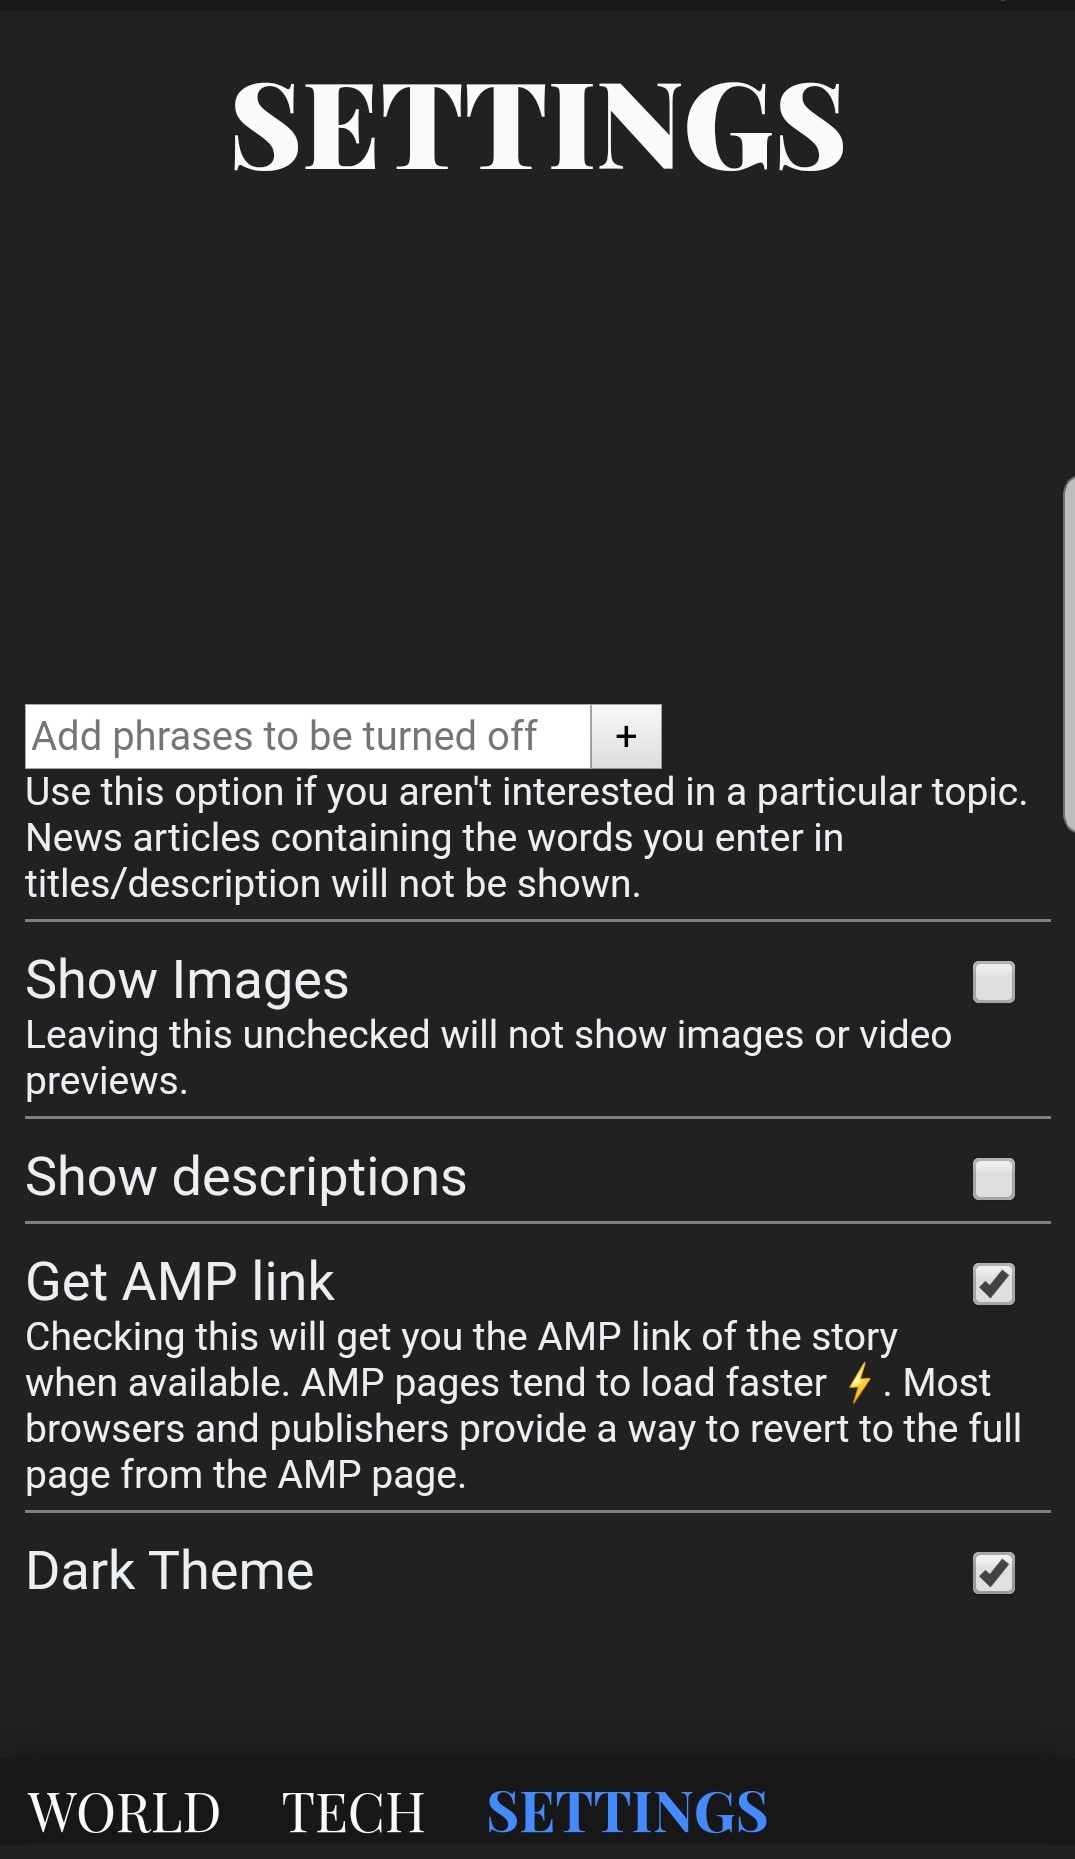 SETTINGS
Add phrases to be turned off +
Use this option if you aren't interested in a particular topic.
News articles containing the words you enter in
titles/description will not be shown.
Show Images
Leaving this unchecked will not show images or video
previews.
Show descriptions
Get AMP link
Checking this will get you the AMP link of the story
when available. AMP pages tend to load faster ⚡. Most
browsers and publishers provide a way to revert to the full
page from the AMP page.
Dark Theme
WORLD TECH SETTINGS